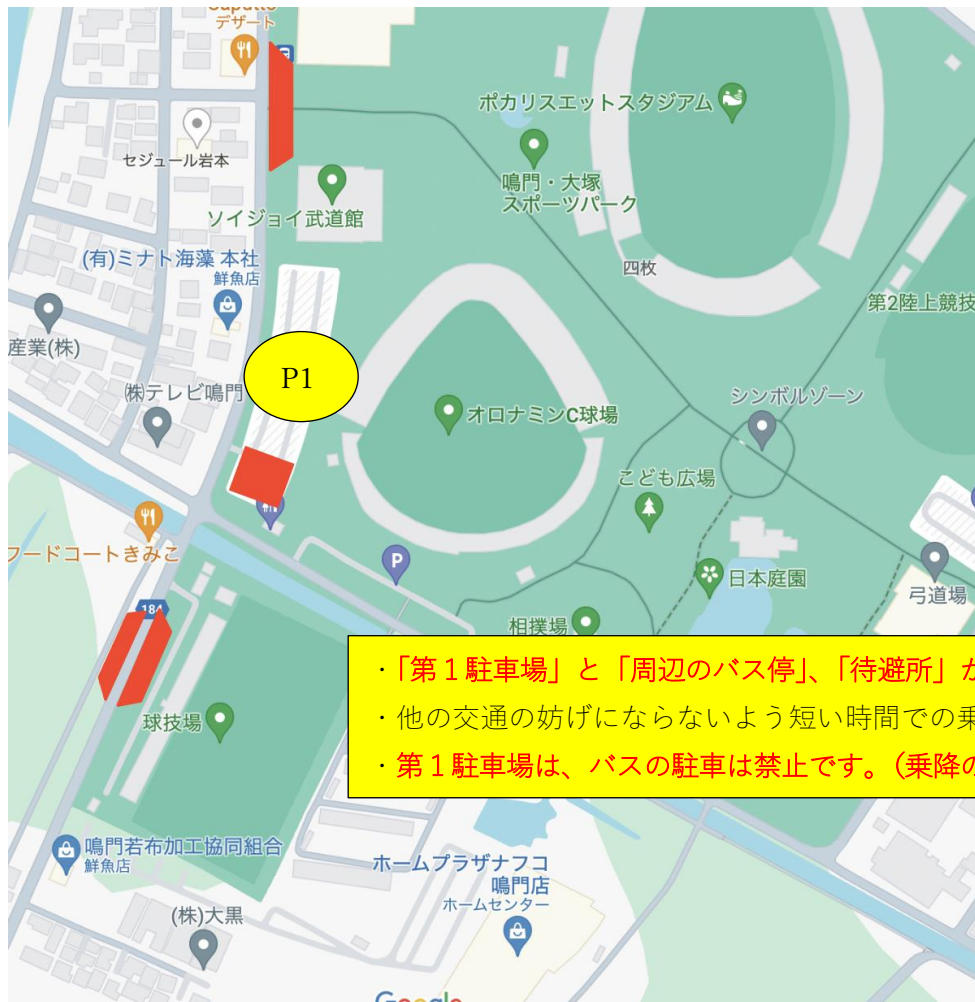 デザート
ポカリスエットスタジアム
セジュール岩本
鳴門・大塚
スポーツパーク
ソイジョイ武道館
(有)ミナト海藻 本社
鮮魚店
四枚
第2陸上競技
産業(株)
P1
㈱テレビ鳴門
シンボルゾーン
オロナミンC球場
こども広場
フードコートきみこ
P
日本庭園
弓道場
184
相撲場
・「第１駐車場」と「周辺のバス停」、「待避所」か
・他の交通の妨げにならないよう短い時間での乗
・第１駐車場は、バスの駐車は禁止です。(乗降の
球技場
鳴門若布加工協同組合
鮮魚店
ホームプラザナフコ
鳴門店
ホームセンター
(株)大黒
Google